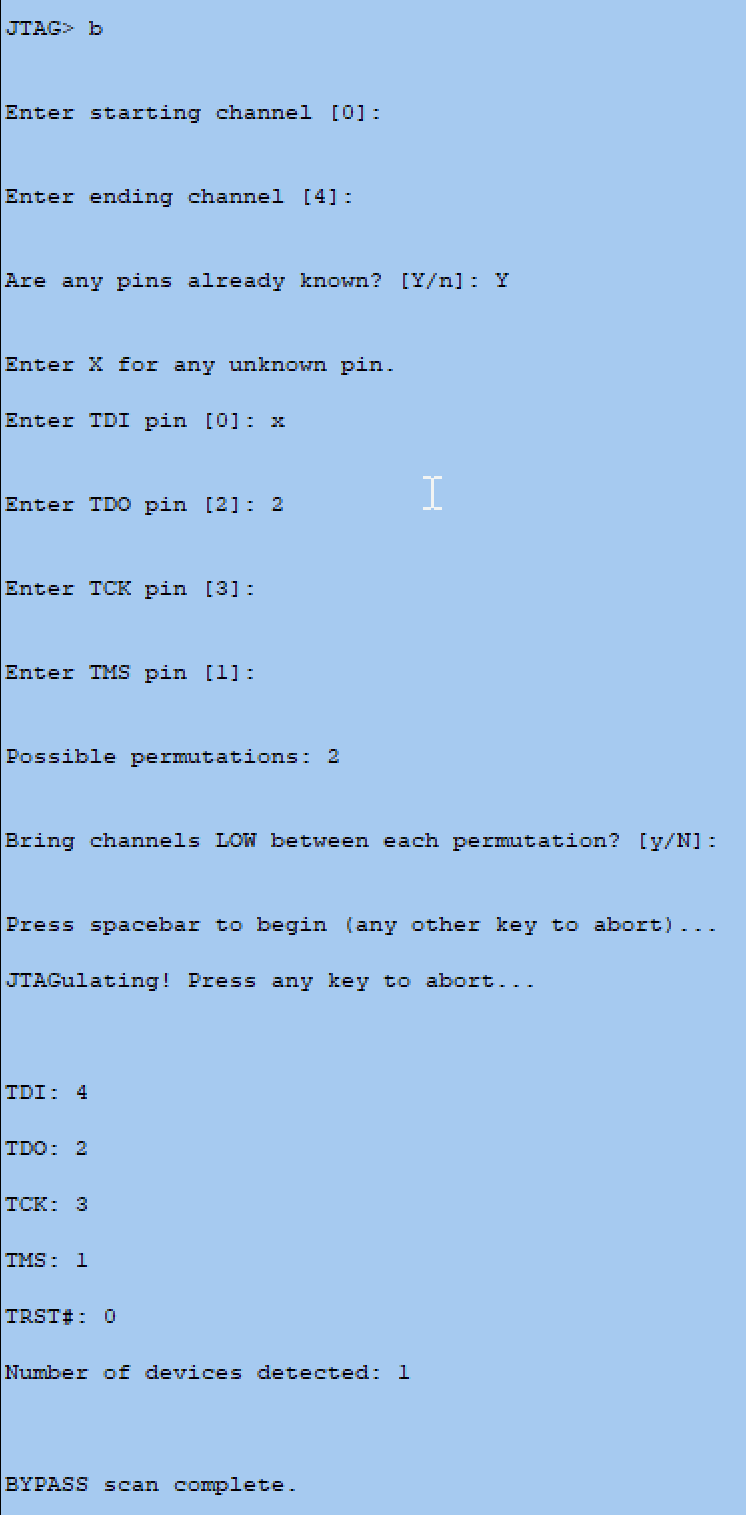 JTAG> b
Enter starting channel [0]:
Enter ending channel [4]:
Are any pins already known? [Y/n]: Y
Enter X for any unknown pin.
Enter TDI pin [0]: x
Enter TDO pin [2]: 2
Enter TCK pin [3]:
Enter TMS pin [1]:
Possible permutations: 2
Bring channels LOW between each permutation? [y/N]:
Press spacebar to begin (any other key to abort)...
JTAGulating! Press any key to abort...
TDI: 4
TDO: 2
TCK: 3
TMS: 1
TRST#: 0
Number of devices detected: 1
BYPASS scan complete.